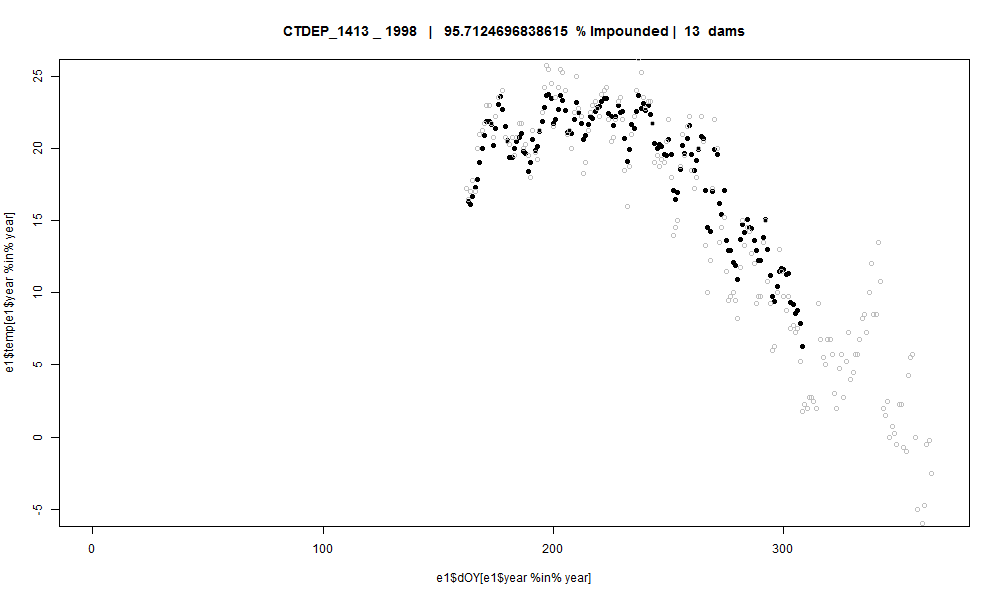 CTDEP_1413 _ 1998 | 95.7124696838615 % Impounded | 13 dams
25
20
15
10
5
0
-5
e1$temp[e1$year %in% year]
0 100 200 300
e1$dOY[e1$year %in% year]